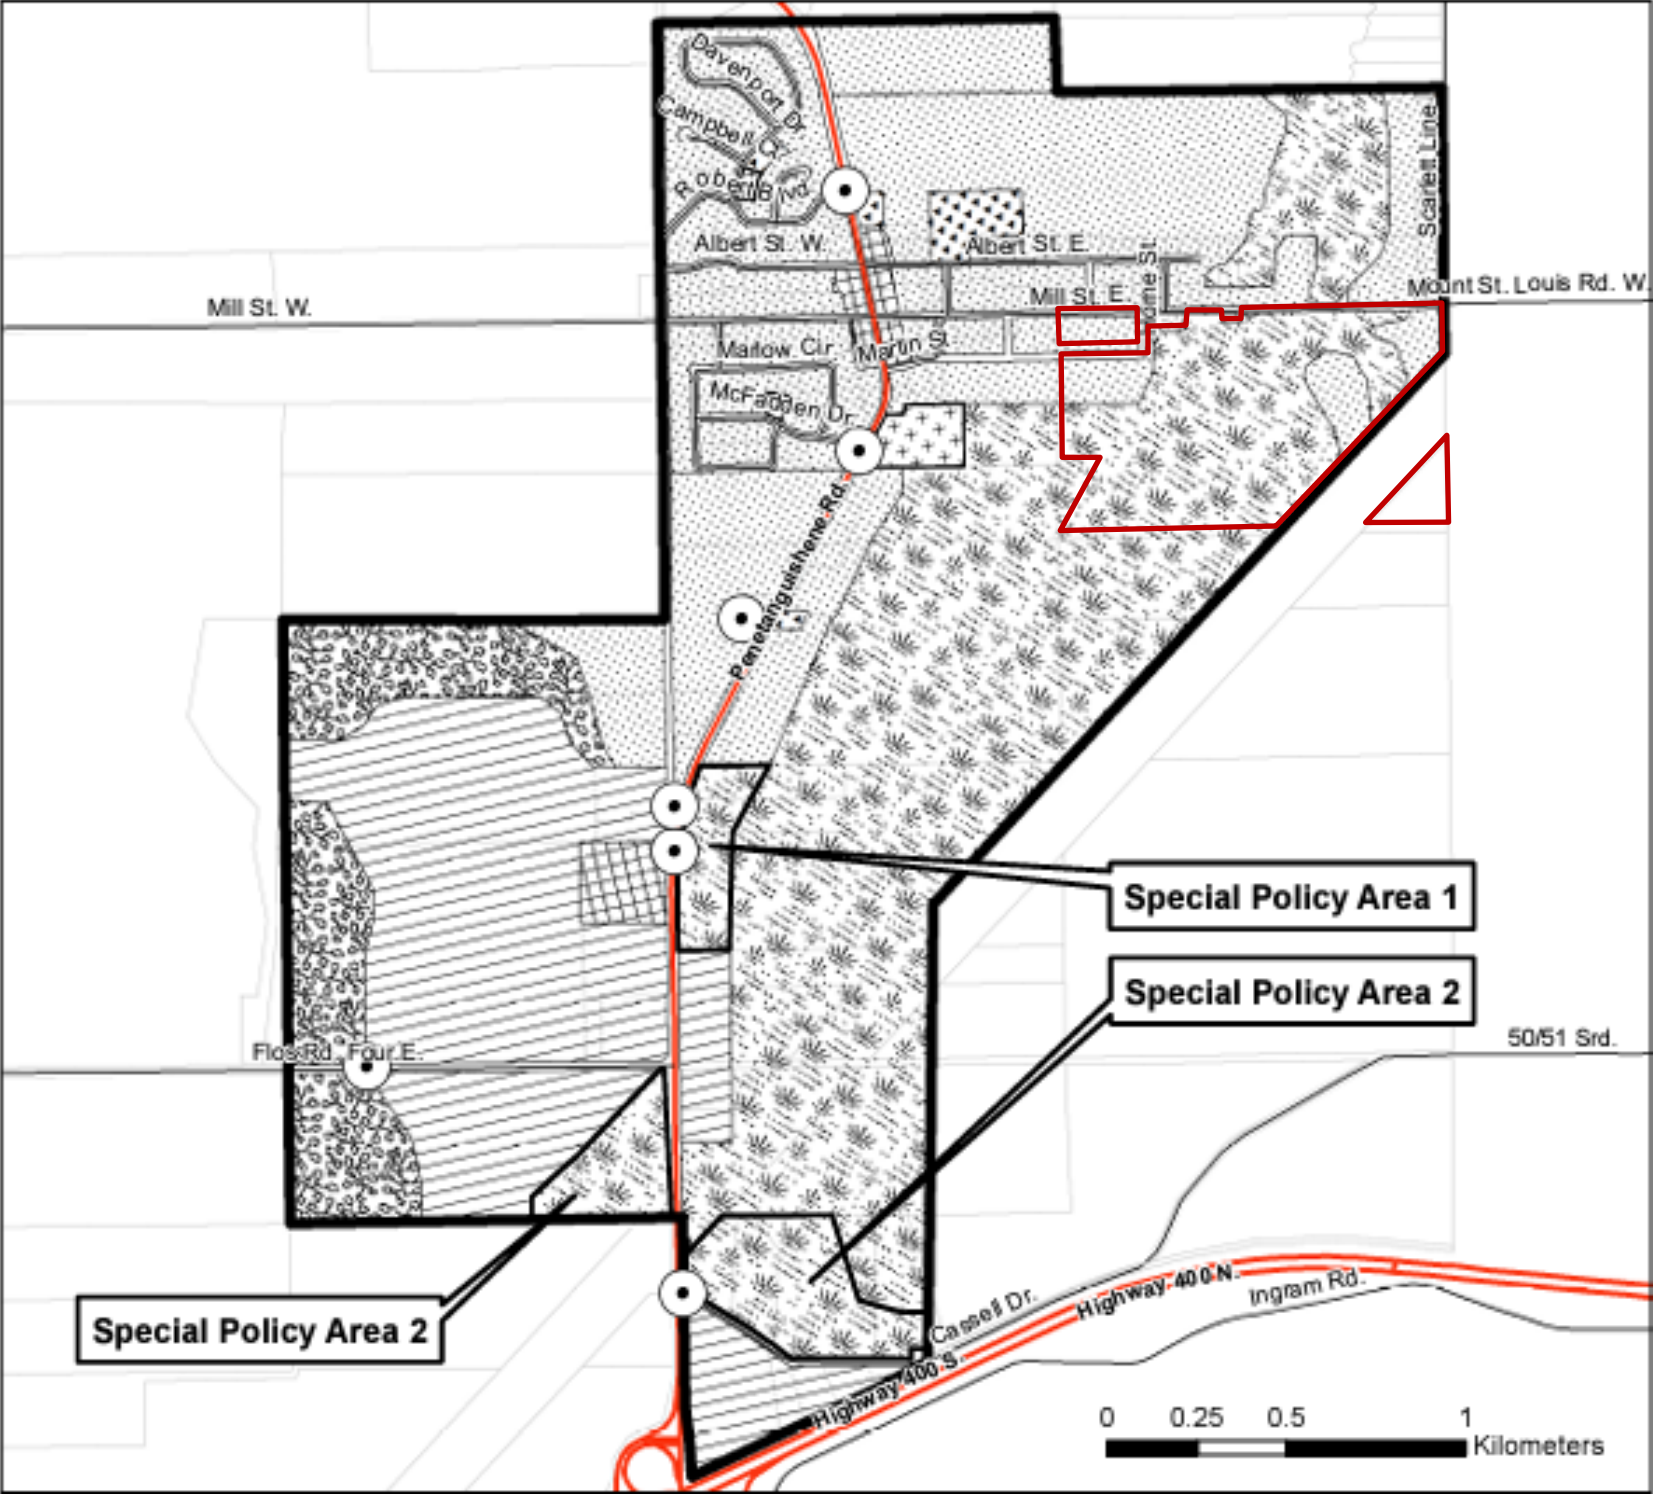 Davenport Dr
Campbell Cr
Robert Blvd
Scarlett Line
Albert St. W.
Albert St. E.
Mill St. E
Mount St. Louis Rd. W.
Mill St. W.
Marlow Cir
Martin St
McFadden Dr.
Penetanguishene Rd.
Special Policy Area 1
Special Policy Area 2
50/51 Srd.
Flos Rd. Four E.
Special Policy Area 2
Cassell Dr.
Highway 400 N.
Ingram Rd.
Highway 400 S.
0 0.25 0.5 1
Kilometers